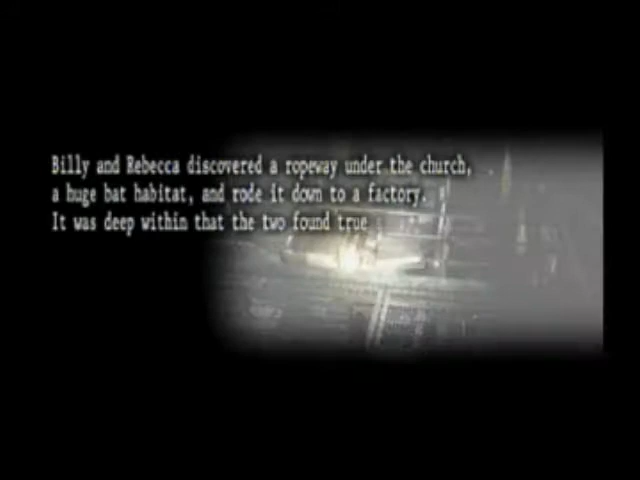 Billy and Rebecca discovered a ropeway under the church,
a huge bat habitat, and rode it down to a factory.
It was deep within that the two found true